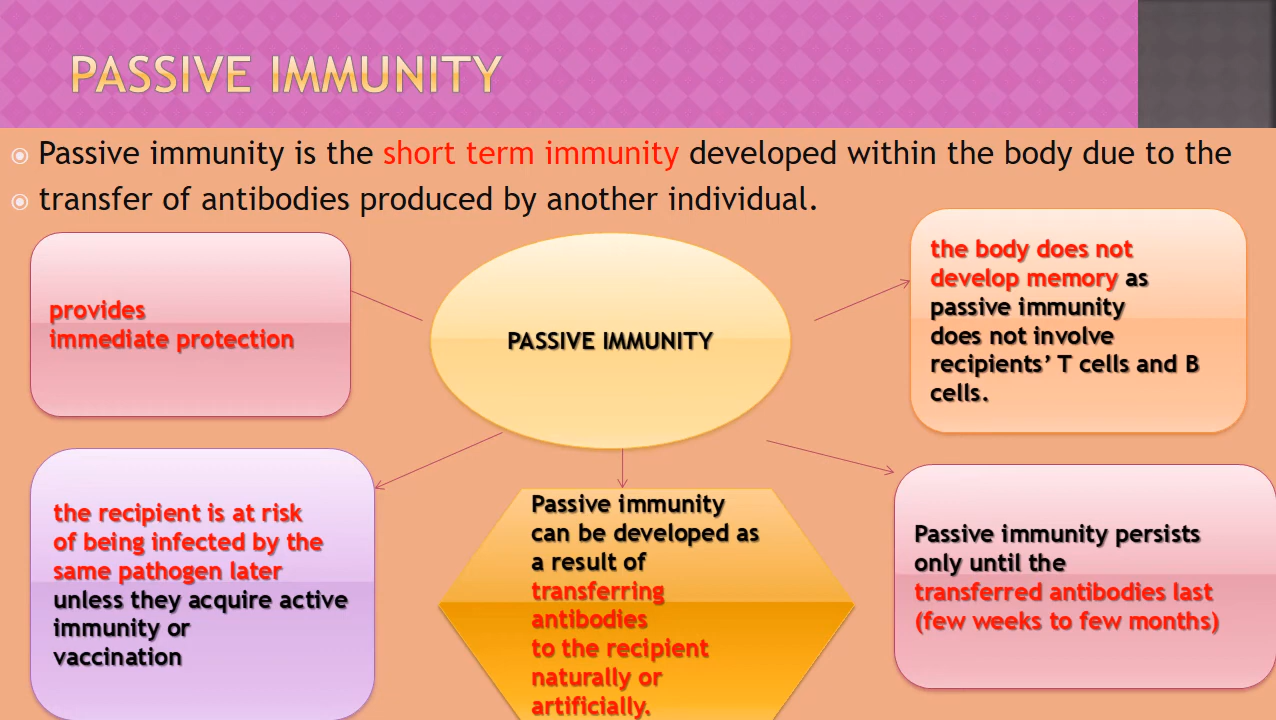 PASSIVE IMMUNITY
Passive immunity is the short term immunity developed within the body due to the
transfer of antibodies produced by another individual.
provides
immediate protection
PASSIVE IMMUNITY
the body does not
develop memory as
passive immunity
does not involve
recipients’ T cells and B
cells.
the recipient is at risk
of being infected by the
same pathogen later
unless they acquire active
immunity or
vaccination
Passive immunity
can be developed as
a result of
transferring
antibodies
to the recipient
naturally or
artificially.
Passive immunity persists
only until the
transferred antibodies last
(few weeks to few months)